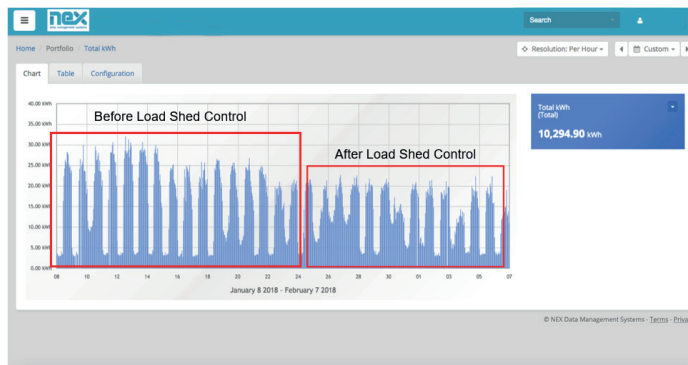 nex
Search
Home / Portfolio / Total kWh
Resolution: Per Hour
Custom
Chart
Table
Configuration
40.00 kWh
35.00 kWh
30.00 kWh
25.00 kWh
20.00 kWh
15.00 kWh
10.00 kWh
5.00 kWh
0.00 kWh
Before Load Shed Control
After Load Shed Control
08 10 12 14 16 18 20 22 24 26 28 30 01 03 05 07
January 8 2018 - February 7 2018
Total kWh
(Total)
10,294.90 kWh
© NEX Data Management Systems - Terms - Priva